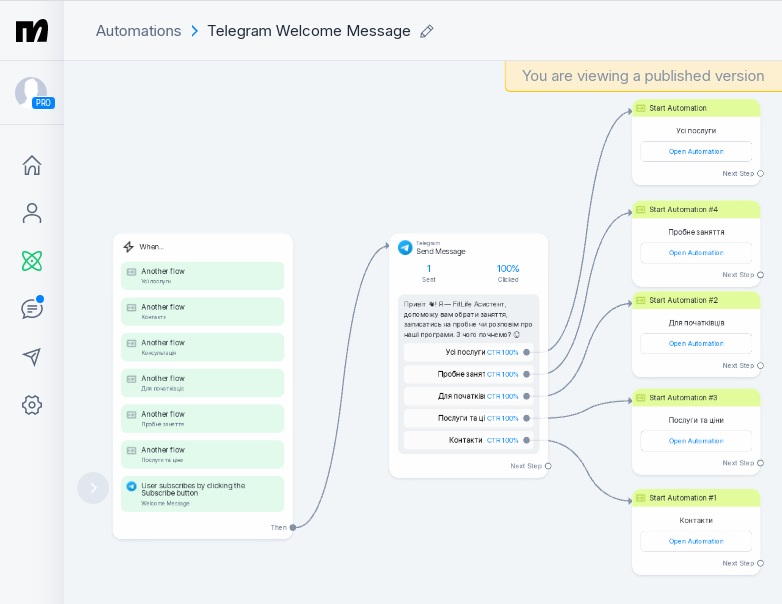 Automations > Telegram Welcome Message
PRO
You are viewing a published version
When...
Another flow
Усі послуги
Another flow
Контакти
Another flow
Консультація
Another flow
Для початківців
Another flow
Пробне заняття
Another flow
Послуги та ціни
User subscribes by clicking the
Subscribe button
Welcome Message
Then
Telegram
Send Message
1
Sent
100%
Clicked
Привіт 👋! Я — FitLife Асистент,
допоможу вам обрати заняття,
записатись на пробне чи розповім про
наші програми. З чого почнемо? 😊
Усі послуги CTR 100%
Пробне занят CTR 100%
Для початківц CTR 100%
Послуги та ці CTR 100%
Контакти CTR 100%
Next Step
Start Automation
Усі послуги
Open Automation
Next Step
Start Automation #4
Пробне заняття
Open Automation
Next Step
Start Automation #2
Для початківців
Open Automation
Next Step
Start Automation #3
Послуги та ціни
Open Automation
Next Step
Start Automation #1
Контакти
Open Automation
Next Step